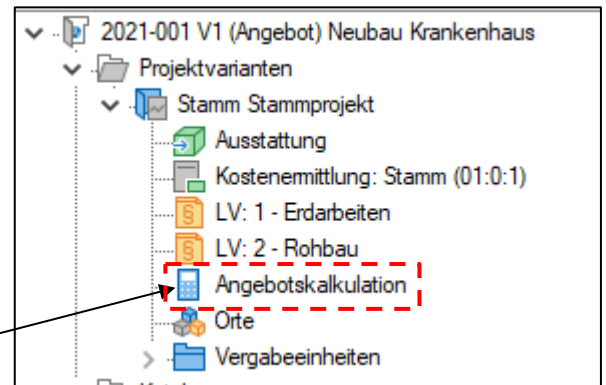 2021-001 V1 (Angebot) Neubau Krankenhaus
Projektvarianten
Stamm Stammprojekt
Ausstattung
Kostenermittlung: Stamm (01:0:1)
§ LV: 1 - Erdarbeiten
§ LV: 2 - Rohbau
Angebotskalkulation
Orte
Vergabeeinheiten